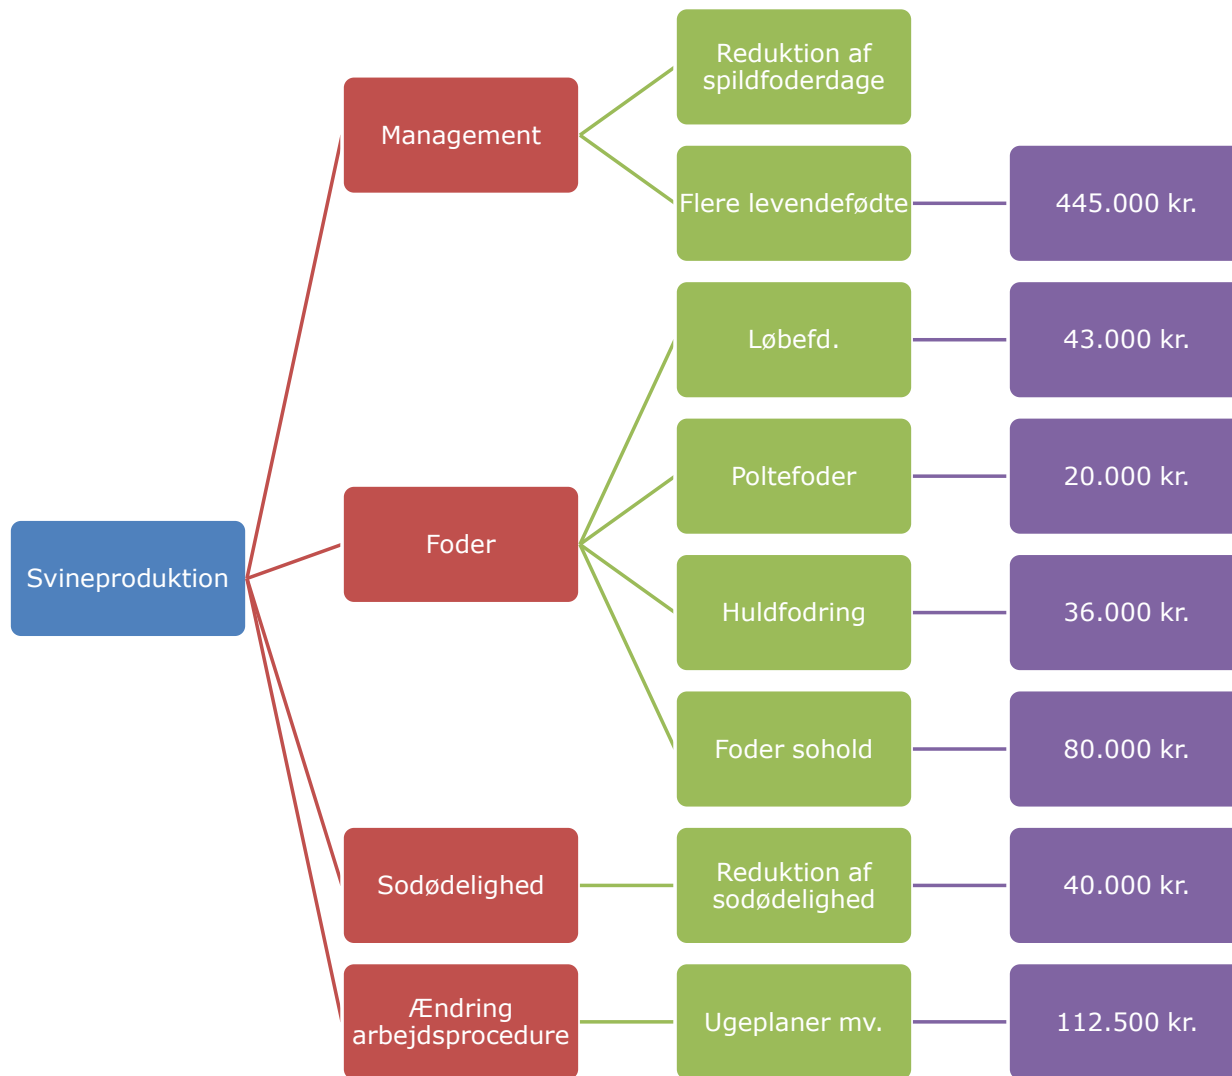 Svineproduktion
Management
Reduktion af
spildfoderdage
Flere levendefødte
445.000 kr.
Foder
Løbefd.
43.000 kr.
Poltefoder
20.000 kr.
Huldfodring
36.000 kr.
Foder sohold
80.000 kr.
Sodødelighed
Reduktion af
sodødelighed
40.000 kr.
Ændring
arbejdsprocedure
Ugeplaner mv.
112.500 kr.